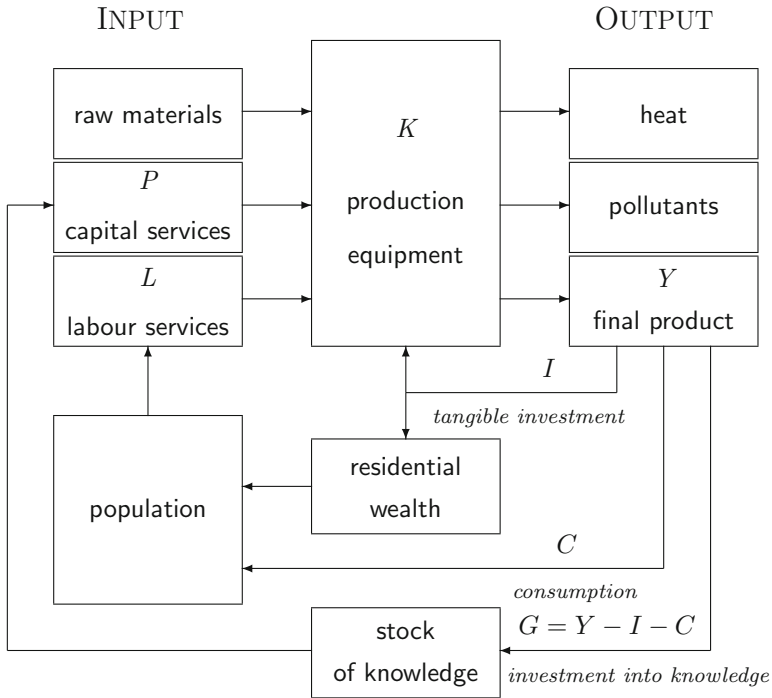 INPUT
OUTPUT
raw materials
K
production
equipment
heat
P
capital services
pollutants
L
labour services
Y
final product
I
tangible investment
residential
wealth
population
C
consumption
G = Y − I − C
investment into knowledge
stock
of knowledge